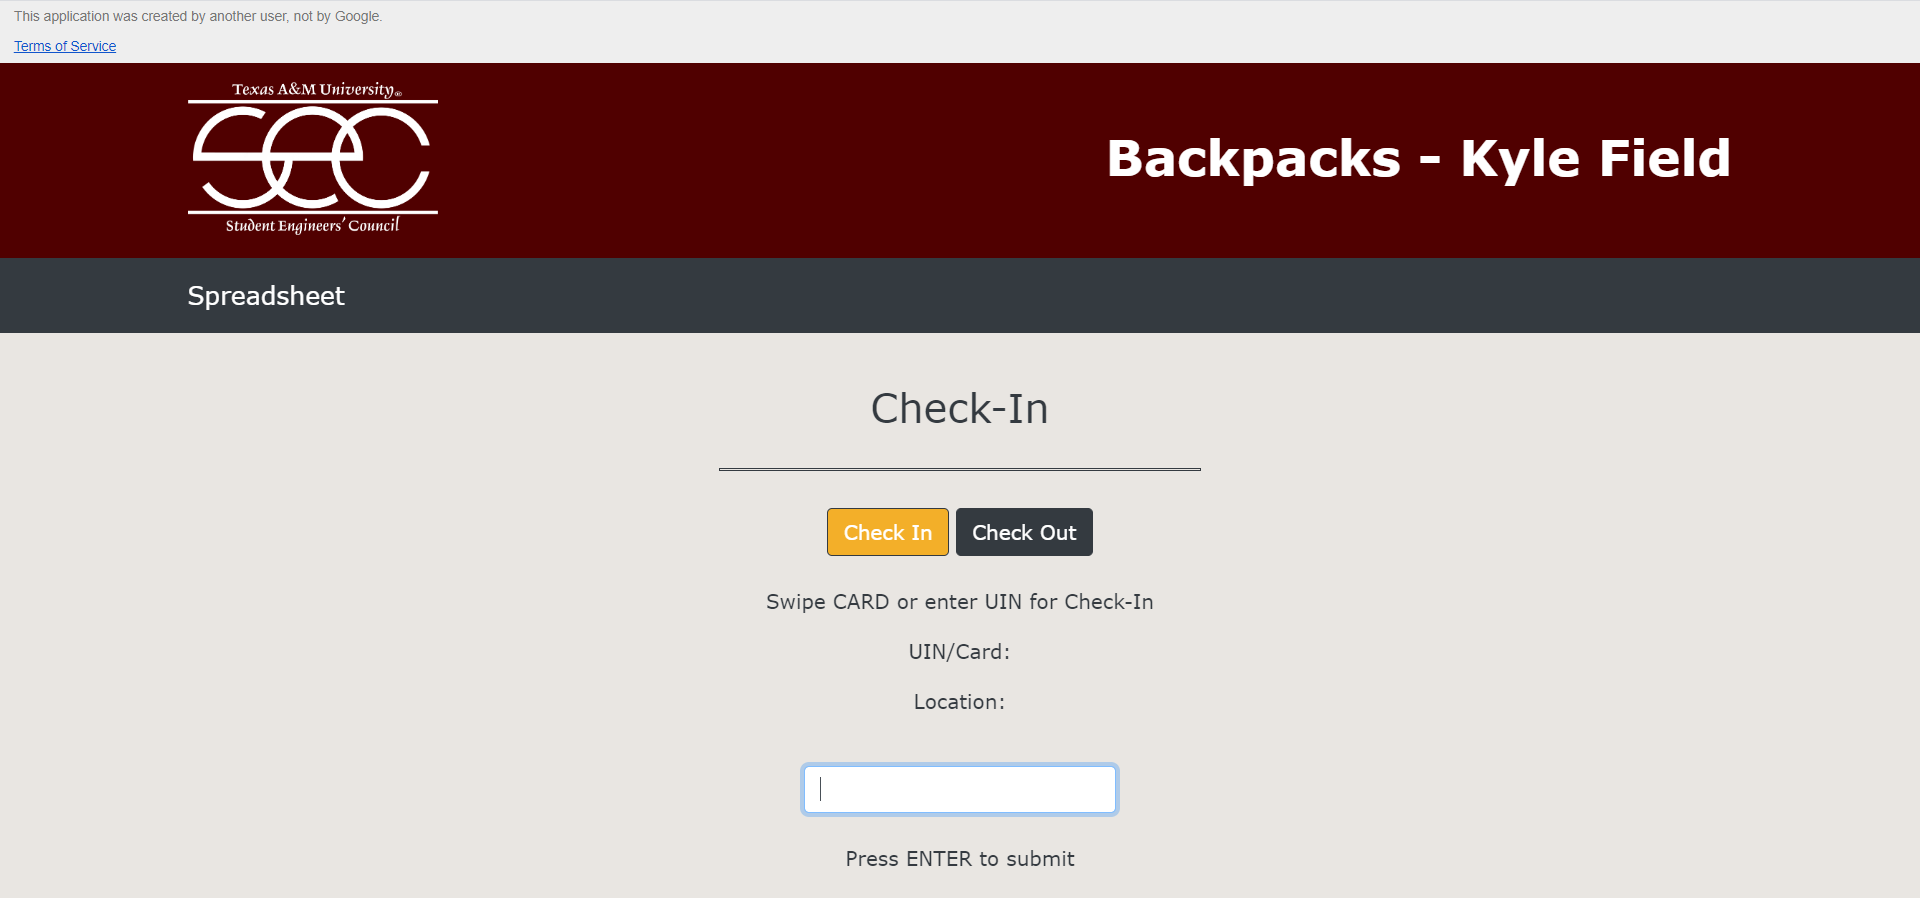 This application was created by another user, not by Google.
Terms of Service
Texas A&M University®
SEC
Student Engineers' Council
Backpacks - Kyle Field
Spreadsheet
Check-In
Check In
Check Out
Swipe CARD or enter UIN for Check-In
UIN/Card:
Location:
Press ENTER to submit